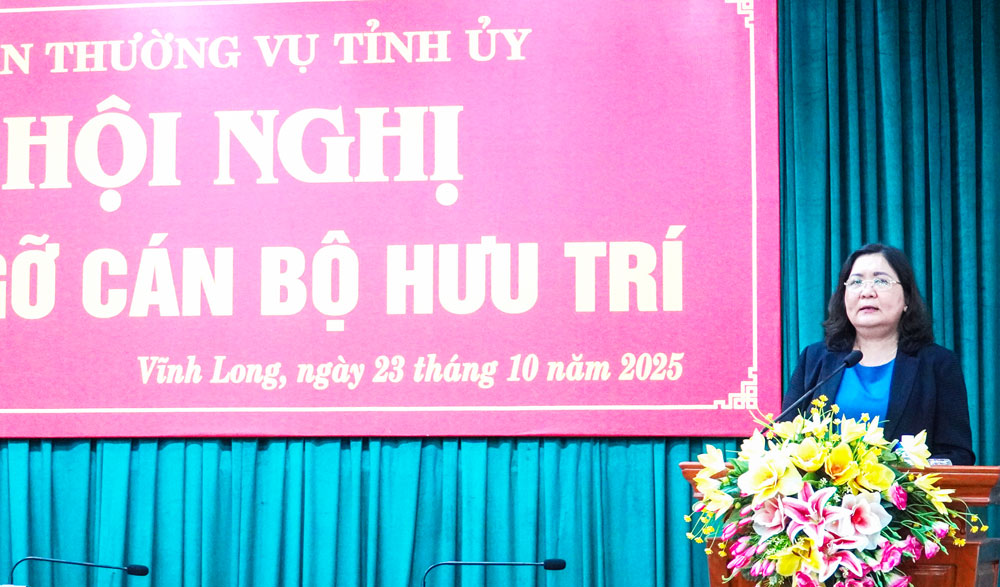 N THƯỜNG VỤ TỈNH ỦY
HỘI NGHỊ
GỠ CÁN BỘ HƯU TRÍ
Vĩnh Long, ngày 23 tháng 10 năm 2025